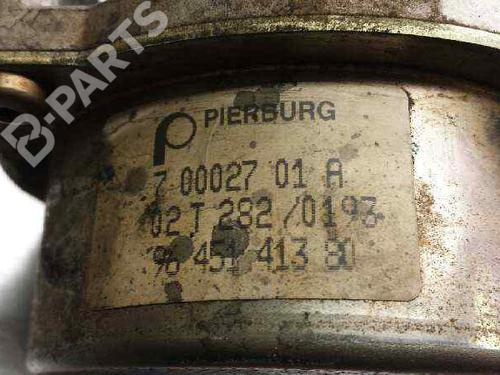 B-PARTS
PIERBURG
7 00027 01 A
02J 282/0193
96 451 413 80